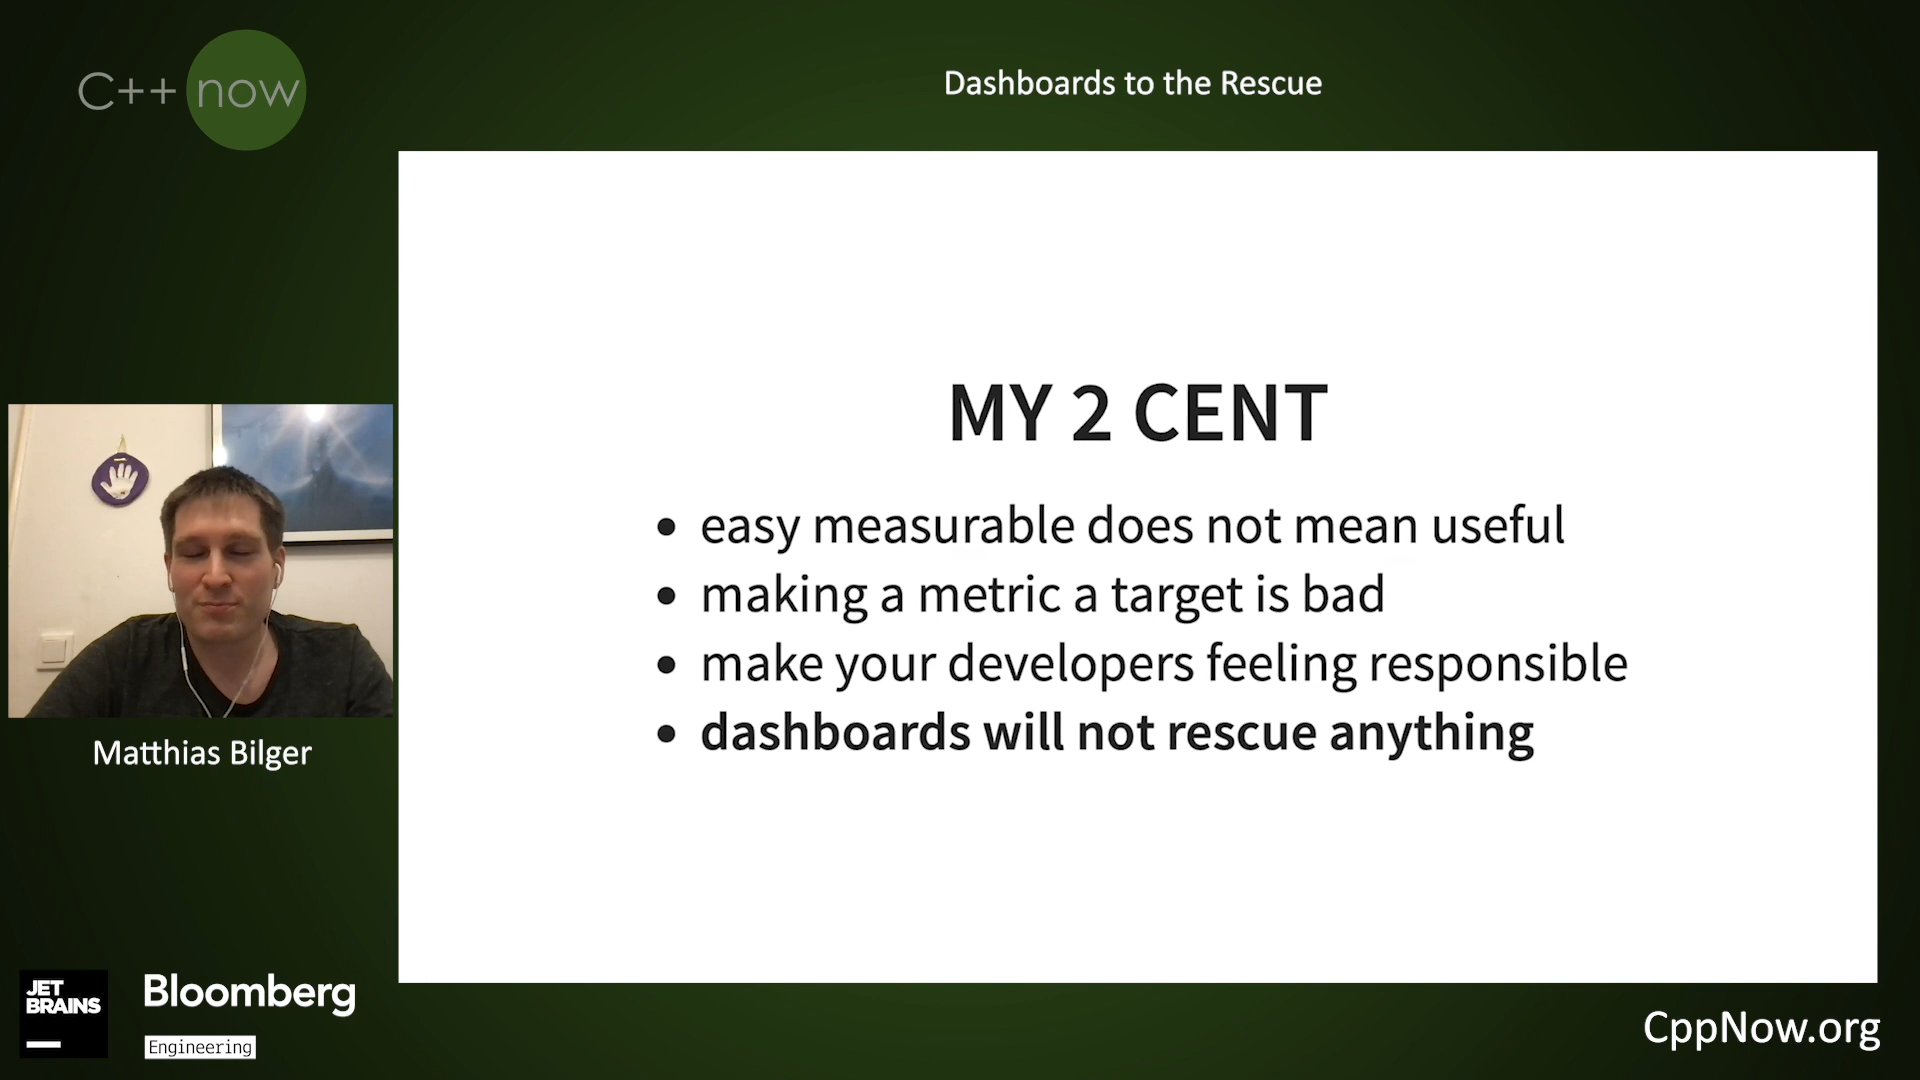 C++ now
Dashboards to the Rescue
MY 2 CENT
• easy measurable does not mean useful
• making a metric a target is bad
• make your developers feeling responsible
• dashboards will not rescue anything
Matthias Bilger
JET
BRAINS
Bloomberg
Engineering
CppNow.org